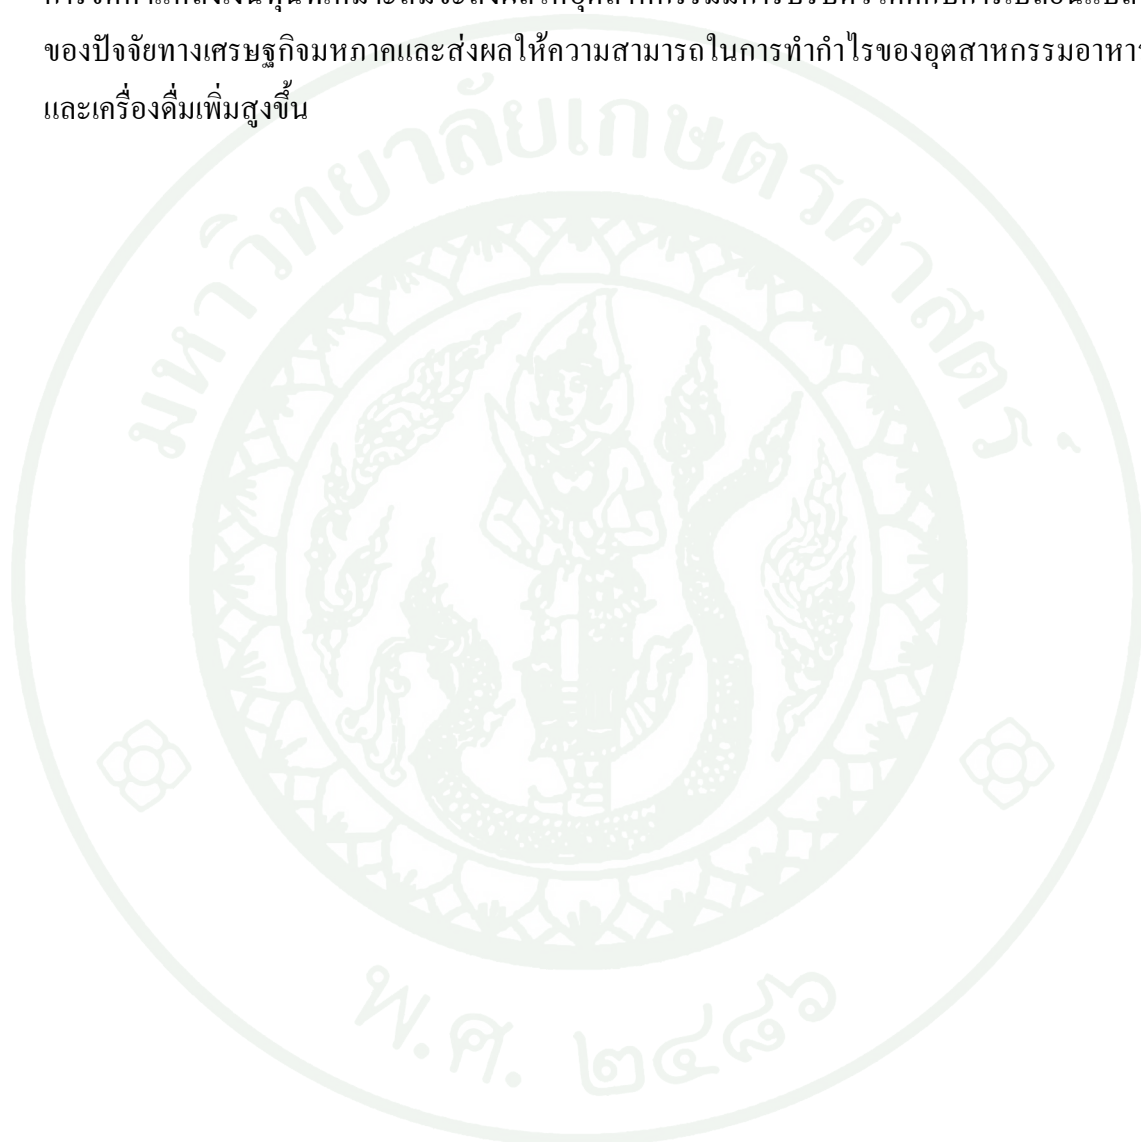 ของปัจจัยทางเศรษฐกิจมหภาคและส่งผลให้ความสามารถในการทำกำไรของอุตสาหกรรมอาหาร
และเครื่องดื่มเพิ่มสูงขึ้น
มหาวิทยาลัยเกษตรศาสตร์
พ.ศ. ๒๔๘๖